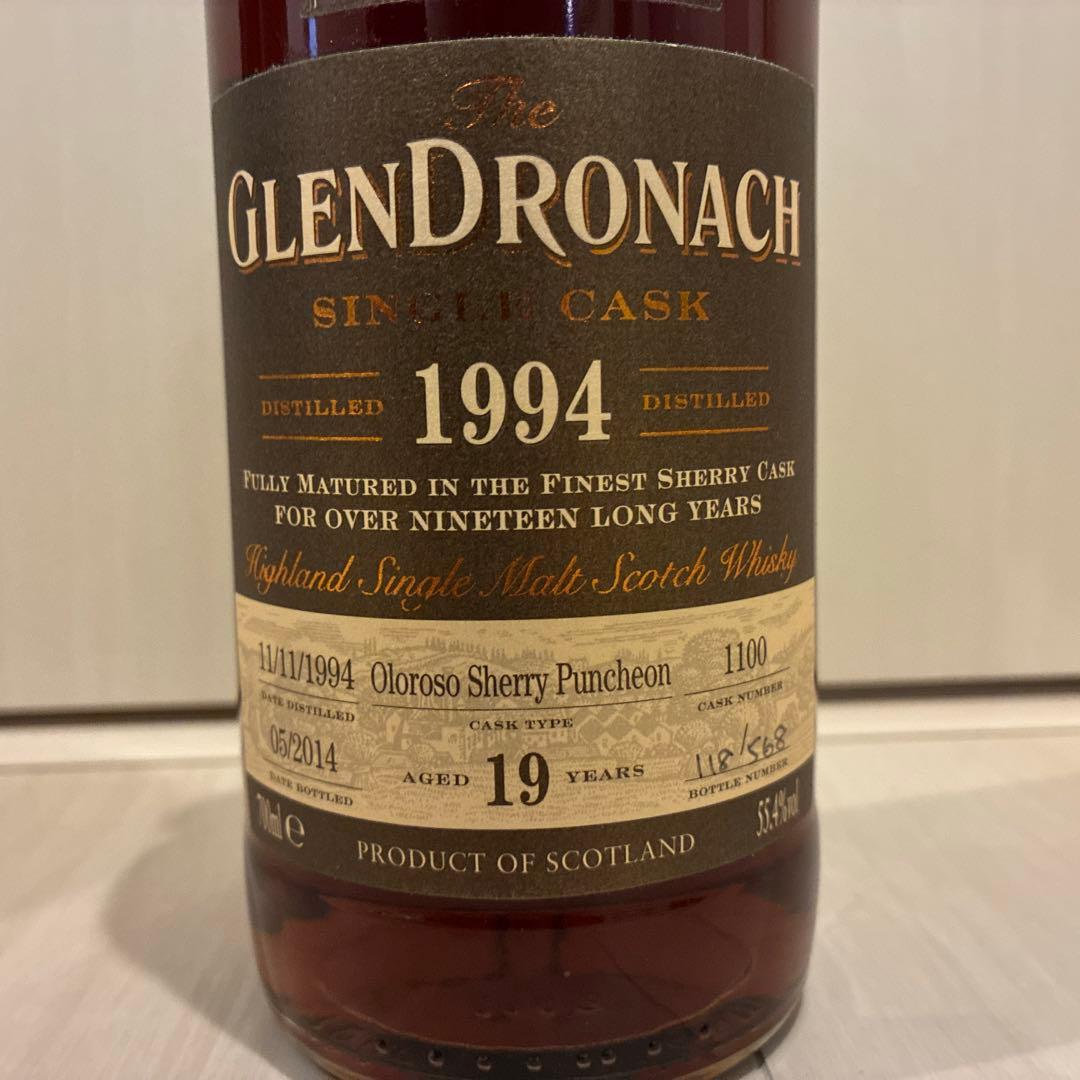 The
GLENDRONACH
SINGLE CASK
DISTILLED 1994 DISTILLED
FULLY MATURED IN THE FINEST SHERRY CASK
FOR OVER NINETEEN LONG YEARS
Highland Single Malt Scotch Whisky
11/11/1994 Oloroso Sherry Puncheon 1100
DATE DISTILLED CASK TYPE CASK NUMBER
05/2014 AGED 19 YEARS 118/568
DATE BOTTLED BOTTLE NUMBER
700ml e 55.4%vol
PRODUCT OF SCOTLAND